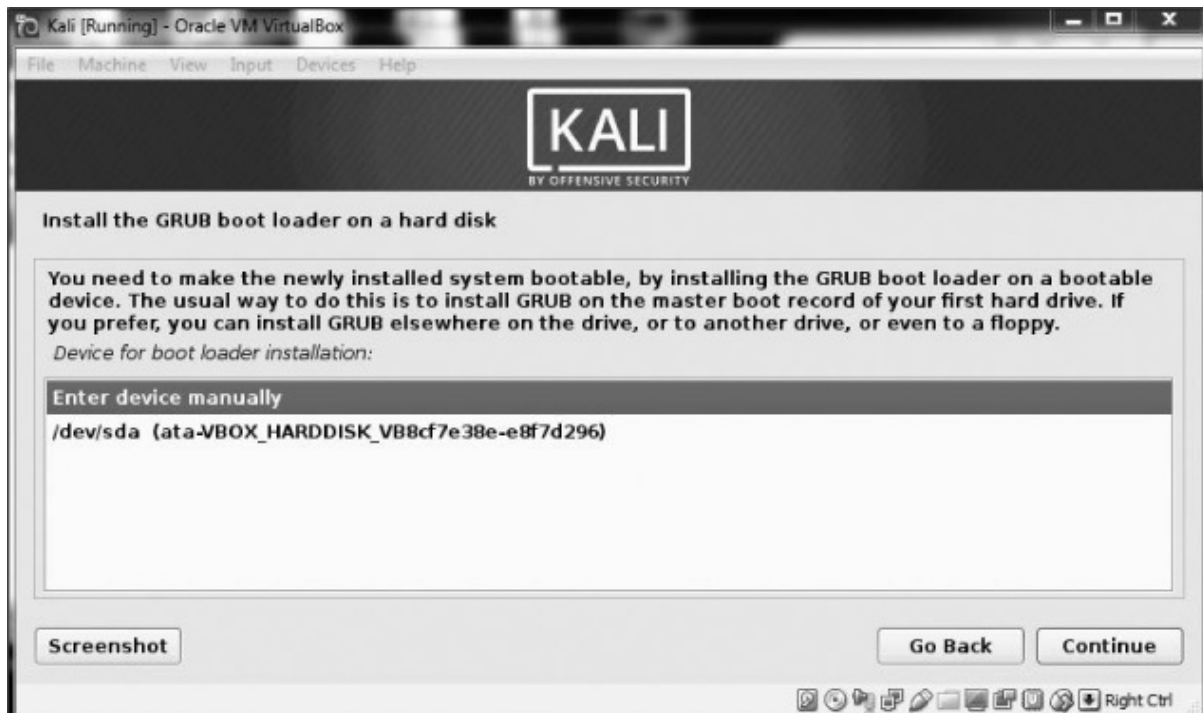 Kali [Running] - Oracle VM VirtualBox
File Machine View Input Devices Help
KALI
BY OFFENSIVE SECURITY
Install the GRUB boot loader on a hard disk
You need to make the newly installed system bootable, by installing the GRUB boot loader on a bootable
device. The usual way to do this is to install GRUB on the master boot record of your first hard drive. If
you prefer, you can install GRUB elsewhere on the drive, or to another drive, or even to a floppy.
Device for boot loader installation:
Enter device manually
/dev/sda (ata-VBOX_HARDDISK_VB8cf7e38e-e8f7d296)
Screenshot
Go Back
Continue
Right Ctrl